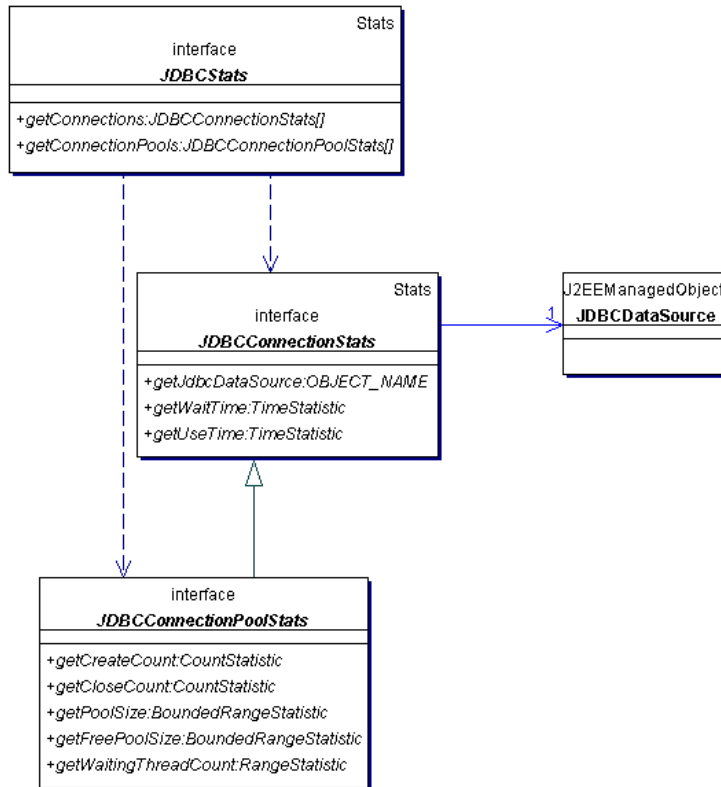 Stats
interface
JDBCStats
+getConnections:JDBCConnectionStats[]
+getConnectionPools:JDBCConnectionPoolStats[]
Stats
interface
JDBCConnectionStats
+getJdbcDataSource:OBJECT_NAME
+getWaitTime:TimeStatistic
+getUseTime:TimeStatistic
1
J2EEManagedObject
JDBCDataSource
interface
JDBCConnectionPoolStats
+getCreateCount:CountStatistic
+getCloseCount:CountStatistic
+getPoolSize:BoundedRangeStatistic
+getFreePoolSize:BoundedRangeStatistic
+getWaitingThreadCount:RangeStatistic